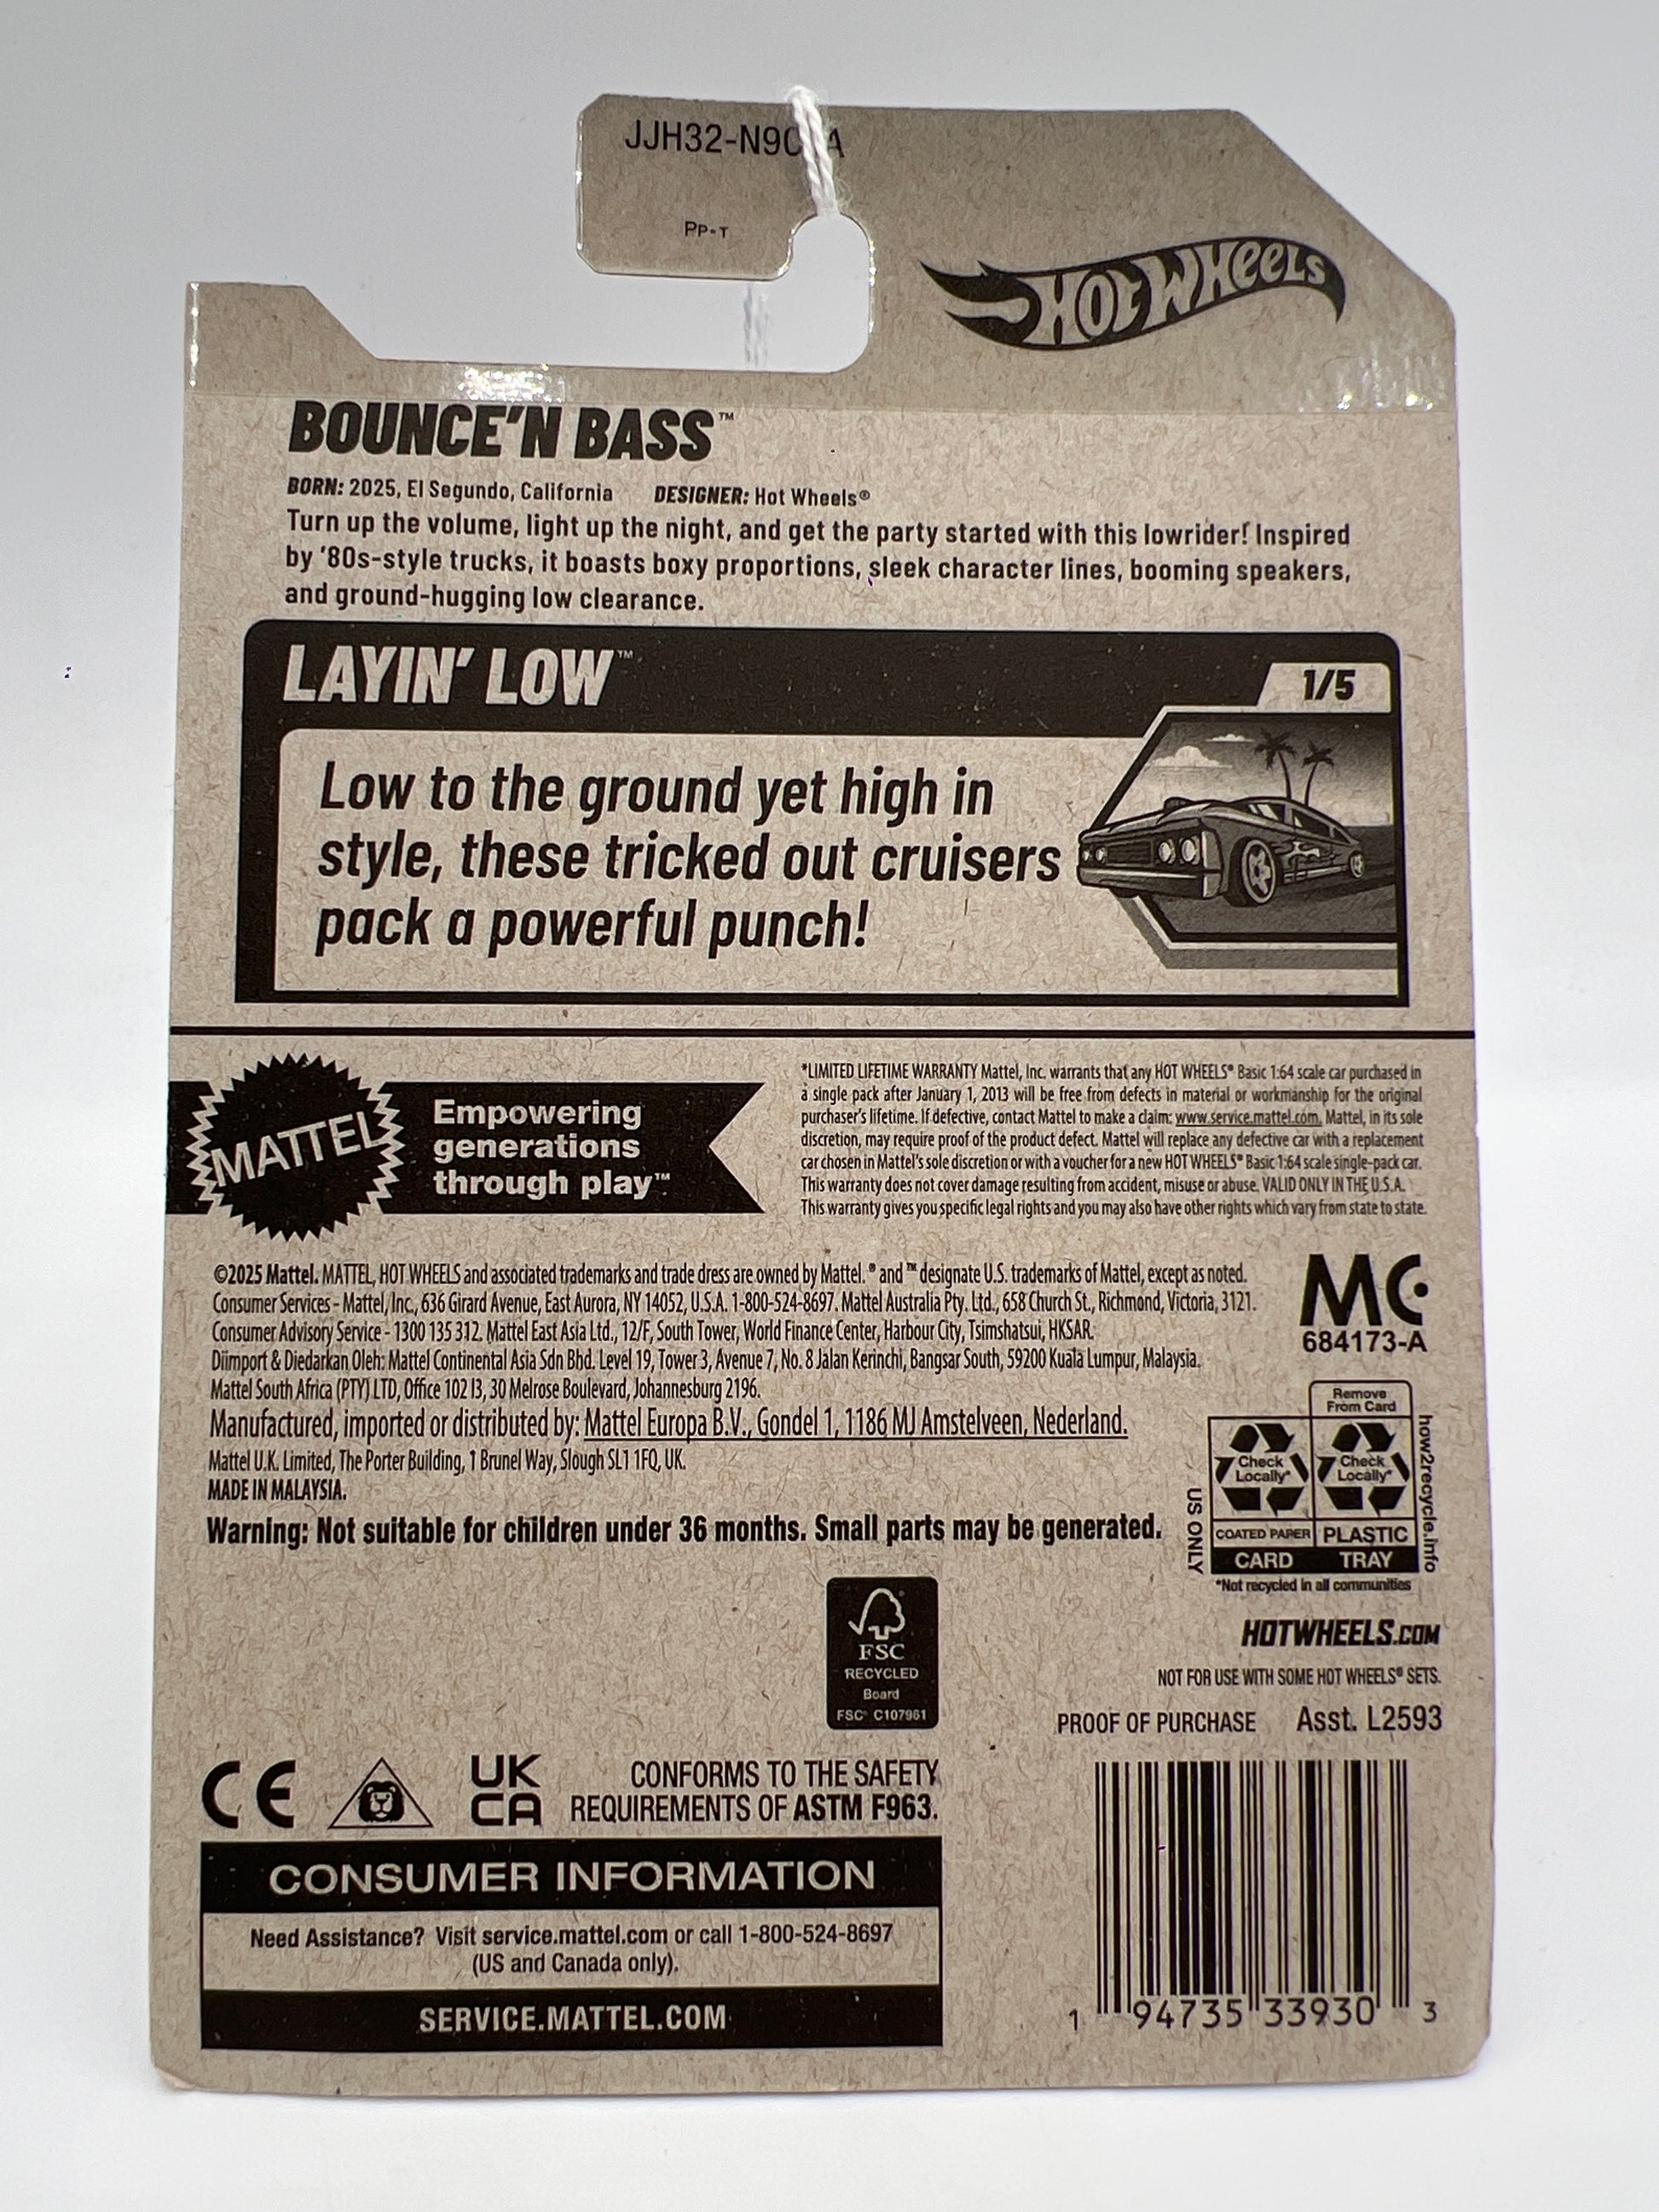 JJH32-N9
PP-T
HOT WHEELS
BOUNCE'N BASS™
BORN: 2025, El Segundo, California DESIGNER: Hot Wheels®
Turn up the volume, light up the night, and get the party started with this lowrider! Inspired
by '80s-style trucks, it boasts boxy proportions, sleek character lines, booming speakers,
and ground-hugging low clearance.
LAYIN' LOW™
1/5
Low to the ground yet high in
style, these tricked out cruisers
pack a powerful punch!
MATTEL
Empowering
generations
through play™
*LIMITED LIFETIME WARRANTY Mattel, Inc. warrants that any HOT WHEELS® Basic 1:64 scale car purchased in
a single pack after January 1, 2013 will be free from defects in material or workmanship for the original
purchaser's lifetime. If defective, contact Mattel to make a claim: www.service.mattel.com. Mattel, in its sole
discretion, may require proof of the product defect. Mattel will replace any defective car with a replacement
car chosen in Mattel's sole discretion or with a voucher for a new HOT WHEELS® Basic 1:64 scale single-pack car.
This warranty does not cover damage resulting from accident, misuse or abuse. VALID ONLY IN THE U.S.A.
This warranty gives you specific legal rights and you may also have other rights which vary from state to state.
©2025 Mattel. MATTEL, HOT WHEELS and associated trademarks and trade dress are owned by Mattel. ® and ™ designate U.S. trademarks of Mattel, except as noted.
Consumer Services - Mattel, Inc., 636 Girard Avenue, East Aurora, NY 14052, U.S.A. 1-800-524-8697. Mattel Australia Pty. Ltd., 658 Church St., Richmond, Victoria, 3121.
Consumer Advisory Service - 1300 135 312. Mattel East Asia Ltd., 12/F, South Tower, World Finance Center, Harbour City, Tsimshatsui, HKSAR.
Diimport & Diedarkan Oleh: Mattel Continental Asia Sdn Bhd. Level 19, Tower 3, Avenue 7, No. 8 Jalan Kerinchi, Bangsar South, 59200 Kuala Lumpur, Malaysia.
Mattel South Africa (PTY) LTD, Office 102 I3, 30 Melrose Boulevard, Johannesburg 2196.
Manufactured, imported or distributed by: Mattel Europa B.V., Gondel 1, 1186 MJ Amstelveen, Nederland.
Mattel U.K. Limited, The Porter Building, 1 Brunel Way, Slough SL1 1FQ, UK.
MADE IN MALAYSIA.
Warning: Not suitable for children under 36 months. Small parts may be generated.
MC
684173-A
Remove
From Card
Check
Locally*
Check
Locally*
COATED PAPER
PLASTIC
CARD
TRAY
US ONLY
how2recycle.info
*Not recycled in all communities
FSC
RECYCLED
Board
FSC® C107961
HOTWHEELS.COM
NOT FOR USE WITH SOME HOT WHEELS® SETS.
PROOF OF PURCHASE Asst. L2593
CE
UK
CA
CONFORMS TO THE SAFETY
REQUIREMENTS OF ASTM F963.
CONSUMER INFORMATION
Need Assistance? Visit service.mattel.com or call 1-800-524-8697
(US and Canada only).
SERVICE.MATTEL.COM
1 94735 33930 3